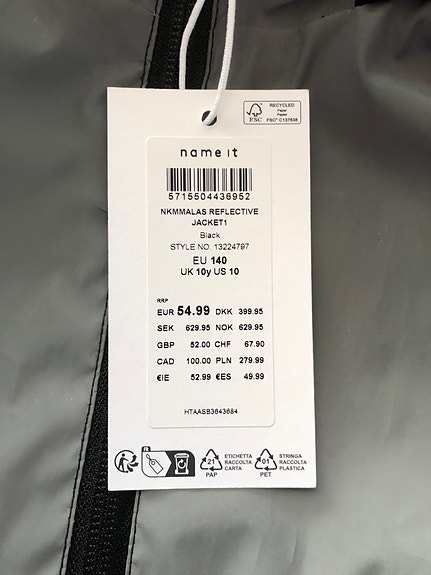 FSC
RECYCLED
Paper
Papier
FSC® C137638
name it
5715504436952
NKMMALAS REFLECTIVE
JACKET1
Black
STYLE NO. 13224797
EU 140
UK 10y US 10
RRP
EUR 54.99 DKK 399.95
SEK 629.95 NOK 629.95
GBP 52.00 CHF 67.90
CAD 100.00 PLN 279.99
€IE 52.99 €ES 49.99
HTAASB3643684
21
PAP
ETICHETTA
RACCOLTA
CARTA
01
PET
STRINGA
RACCOLTA
PLASTICA